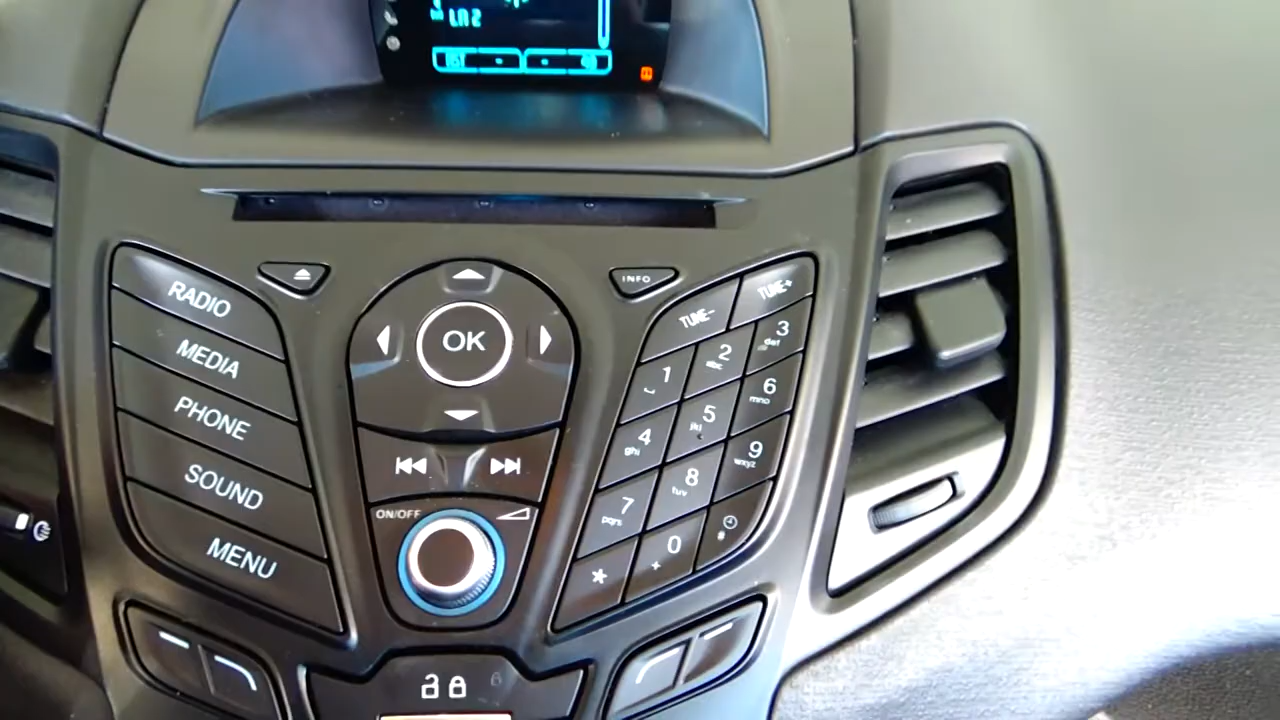 LN2
RADIO
MEDIA
PHONE
SOUND
MENU
INFO
OK
ON/OFF
TUNE-
TUNE+
1
2 abc
3 def
4 ghi
5 jkl
6 mno
7 pqrs
8 tuv
9 wxyz
*
0 +
#